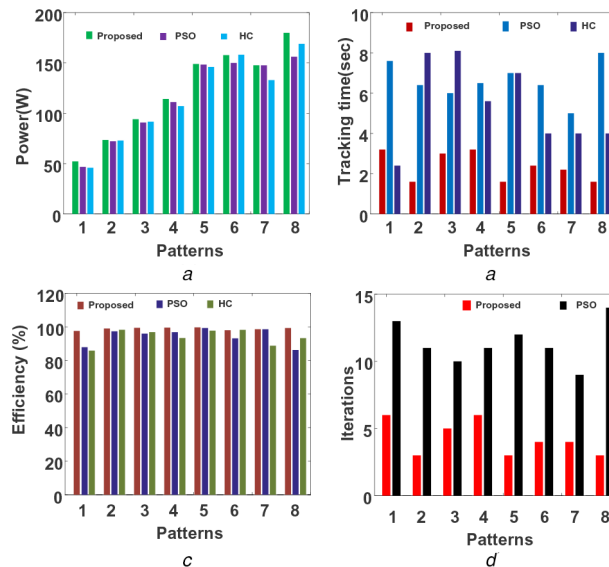 Proposed PSO HC
Power(W)
200
150
100
50
0
1 2 3 4 5 6 7 8
Patterns
a
Proposed PSO HC
Tracking time(sec)
10
8
6
4
2
0
1 2 3 4 5 6 7 8
Patterns
a
Proposed PSO HC
Efficiency (%)
120
100
80
60
40
20
0
1 2 3 4 5 6 7 8
Patterns
c
Proposed PSO
Iterations
15
10
5
0
1 2 3 4 5 6 7 8
Patterns
d